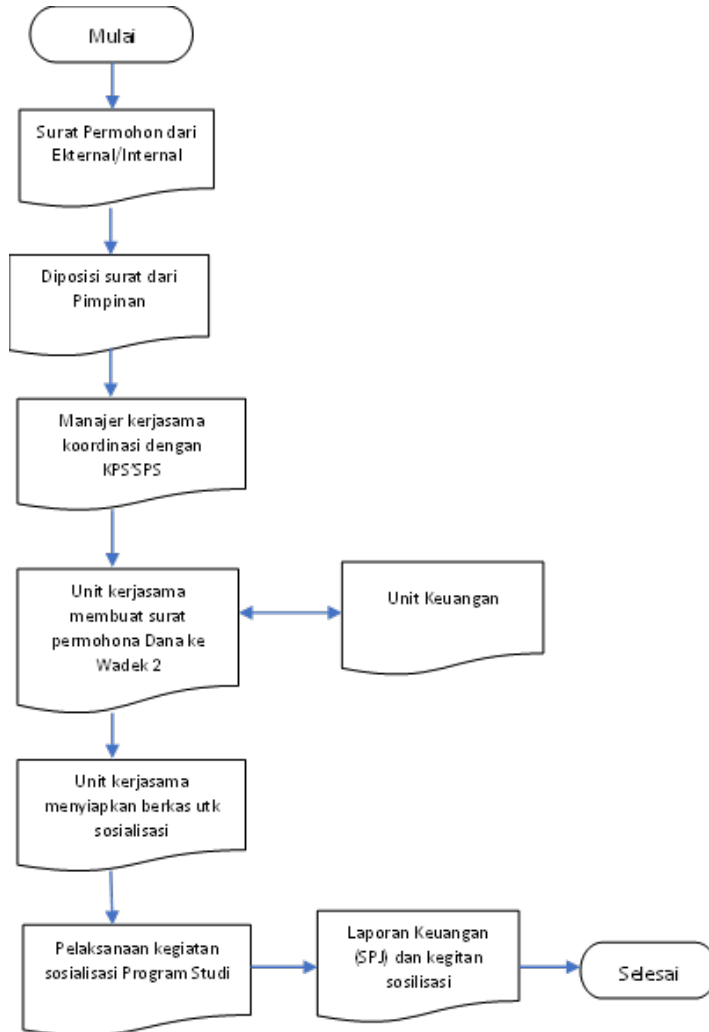 Mulai
Surat Permohon dari
Ekternal/Internal
Diposisi surat dari
Pimpinan
Manajer kerjasama
koordinasi dengan
KPS'SPS
Unit kerjasama
membuat surat
permohona Dana ke
Wadek 2
Unit Keuangan
Unit kerjasama
menyiapkan berkas utk
sosialisasi
Pelaksanaan kegiatan
sosialisasi Program Studi
Laporan Keuangan
(SPJ) dan kegitan
sosilisasi
Selesai